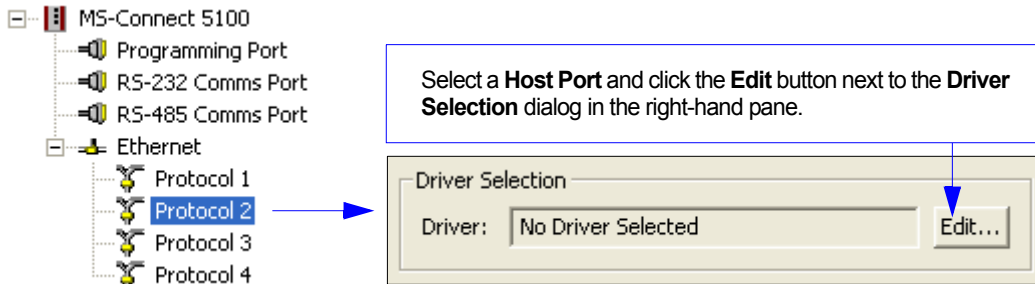 MS-Connect 5100
Programming Port
RS-232 Comms Port
RS-485 Comms Port
Ethernet
Protocol 1
Protocol 2
Protocol 3
Protocol 4
Select a Host Port and click the Edit button next to the Driver
Selection dialog in the right-hand pane.
Driver Selection
Driver: No Driver Selected Edit...